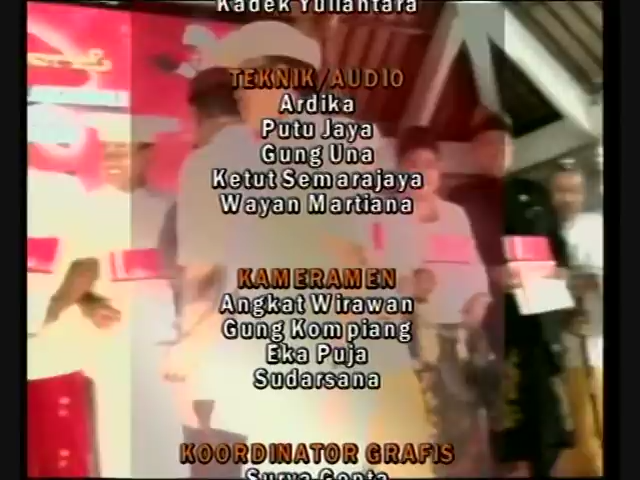 Kadek Yuliantara
TEKNIK/AUDIO
Ardika
Putu Jaya
Gung Una
Ketut Semarajaya
Wayan Martiana
KAMERAMEN
Angkat Wirawan
Gung Kompiang
Eka Puja
Sudarsana
KOORDINATOR GRAFIS